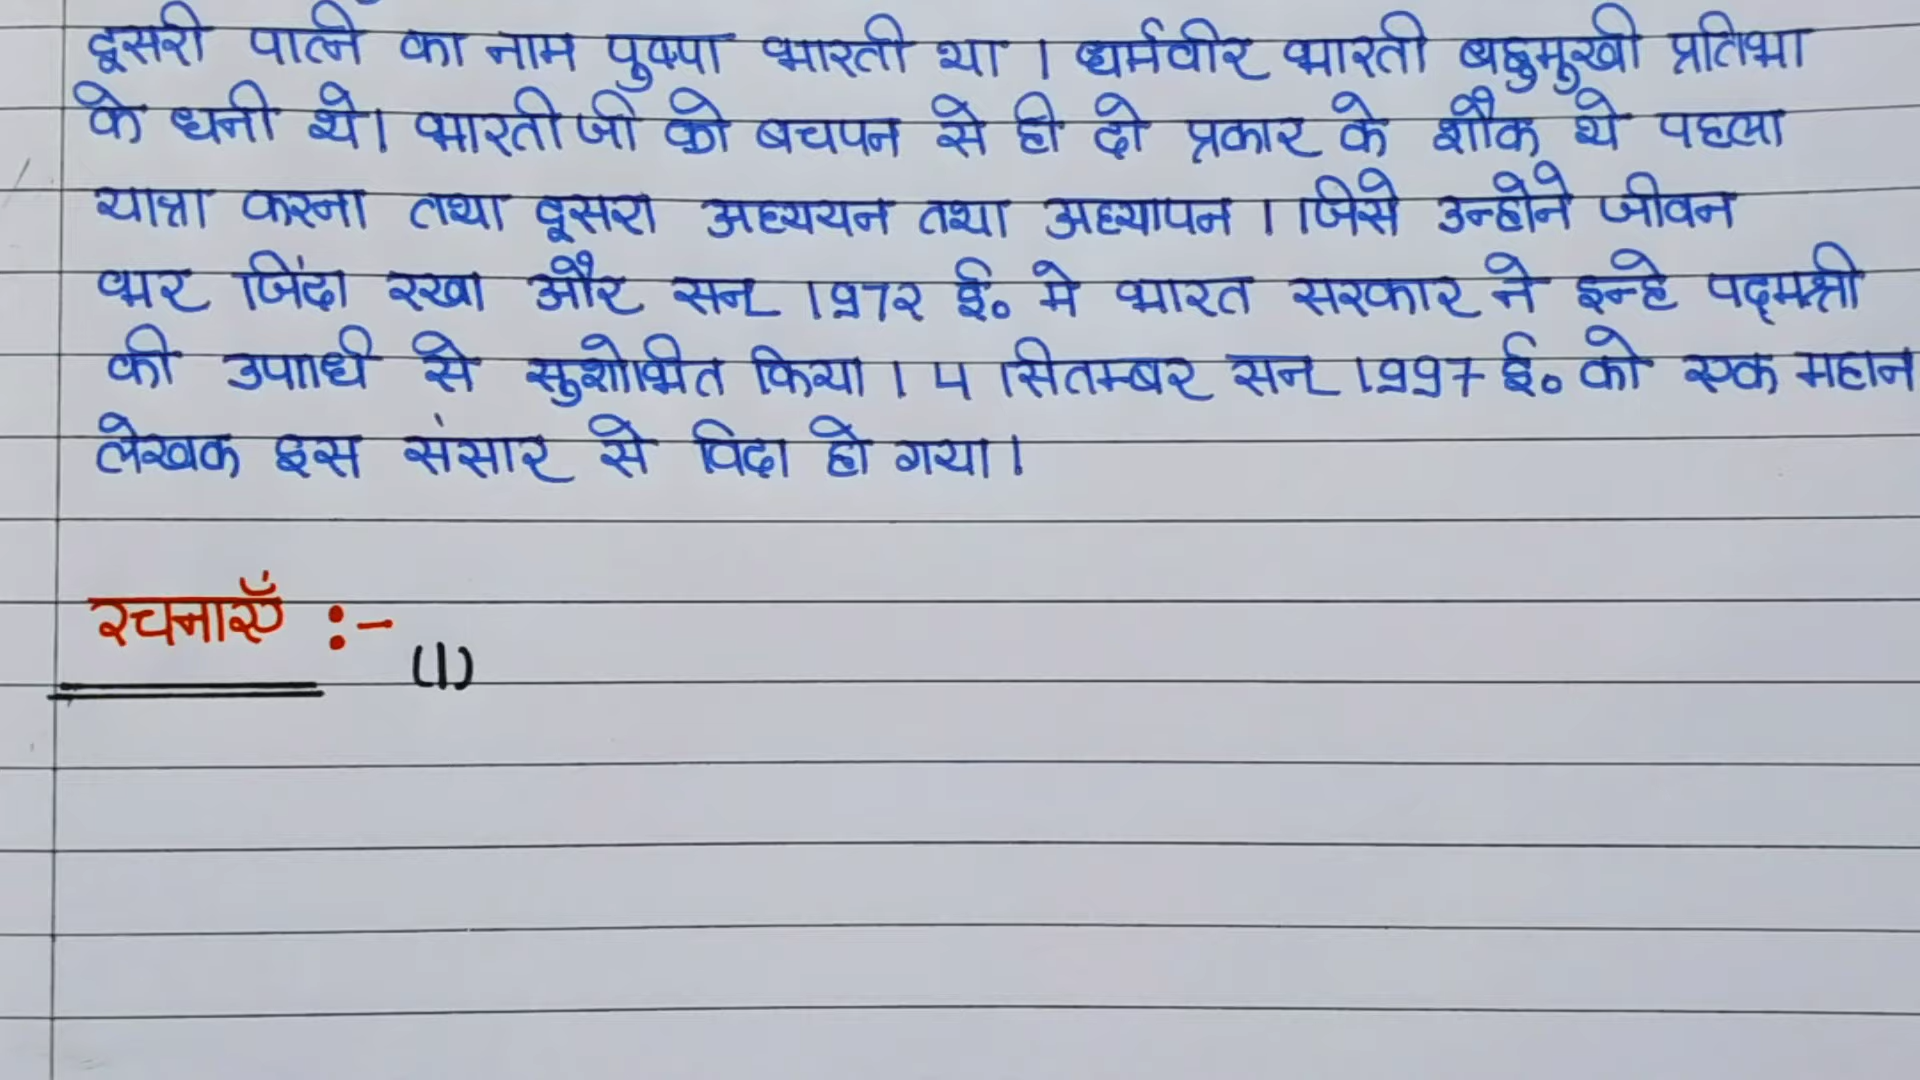 दूसरी पत्नि का नाम पुष्पा भारती था । धर्मवीर भारती बहुमुखी प्रतिभा
के धनी थे। भारती जी को बचपन से ही दो प्रकार के शौक थे पहला
यात्रा करना तथा दूसरा अध्ययन तथा अध्यापन । जिसे उन्होने जीवन
भर जिंदा रखा और सन् 1972 ई० मे भारत सरकार ने इन्हे पद्मश्री
की उपाधि से सुशोभित किया । 4 सितम्बर सन् 1997 ई० को एक महान
लेखक इस संसार से विदा हो गया ।
रचनाएँ :-
(1)